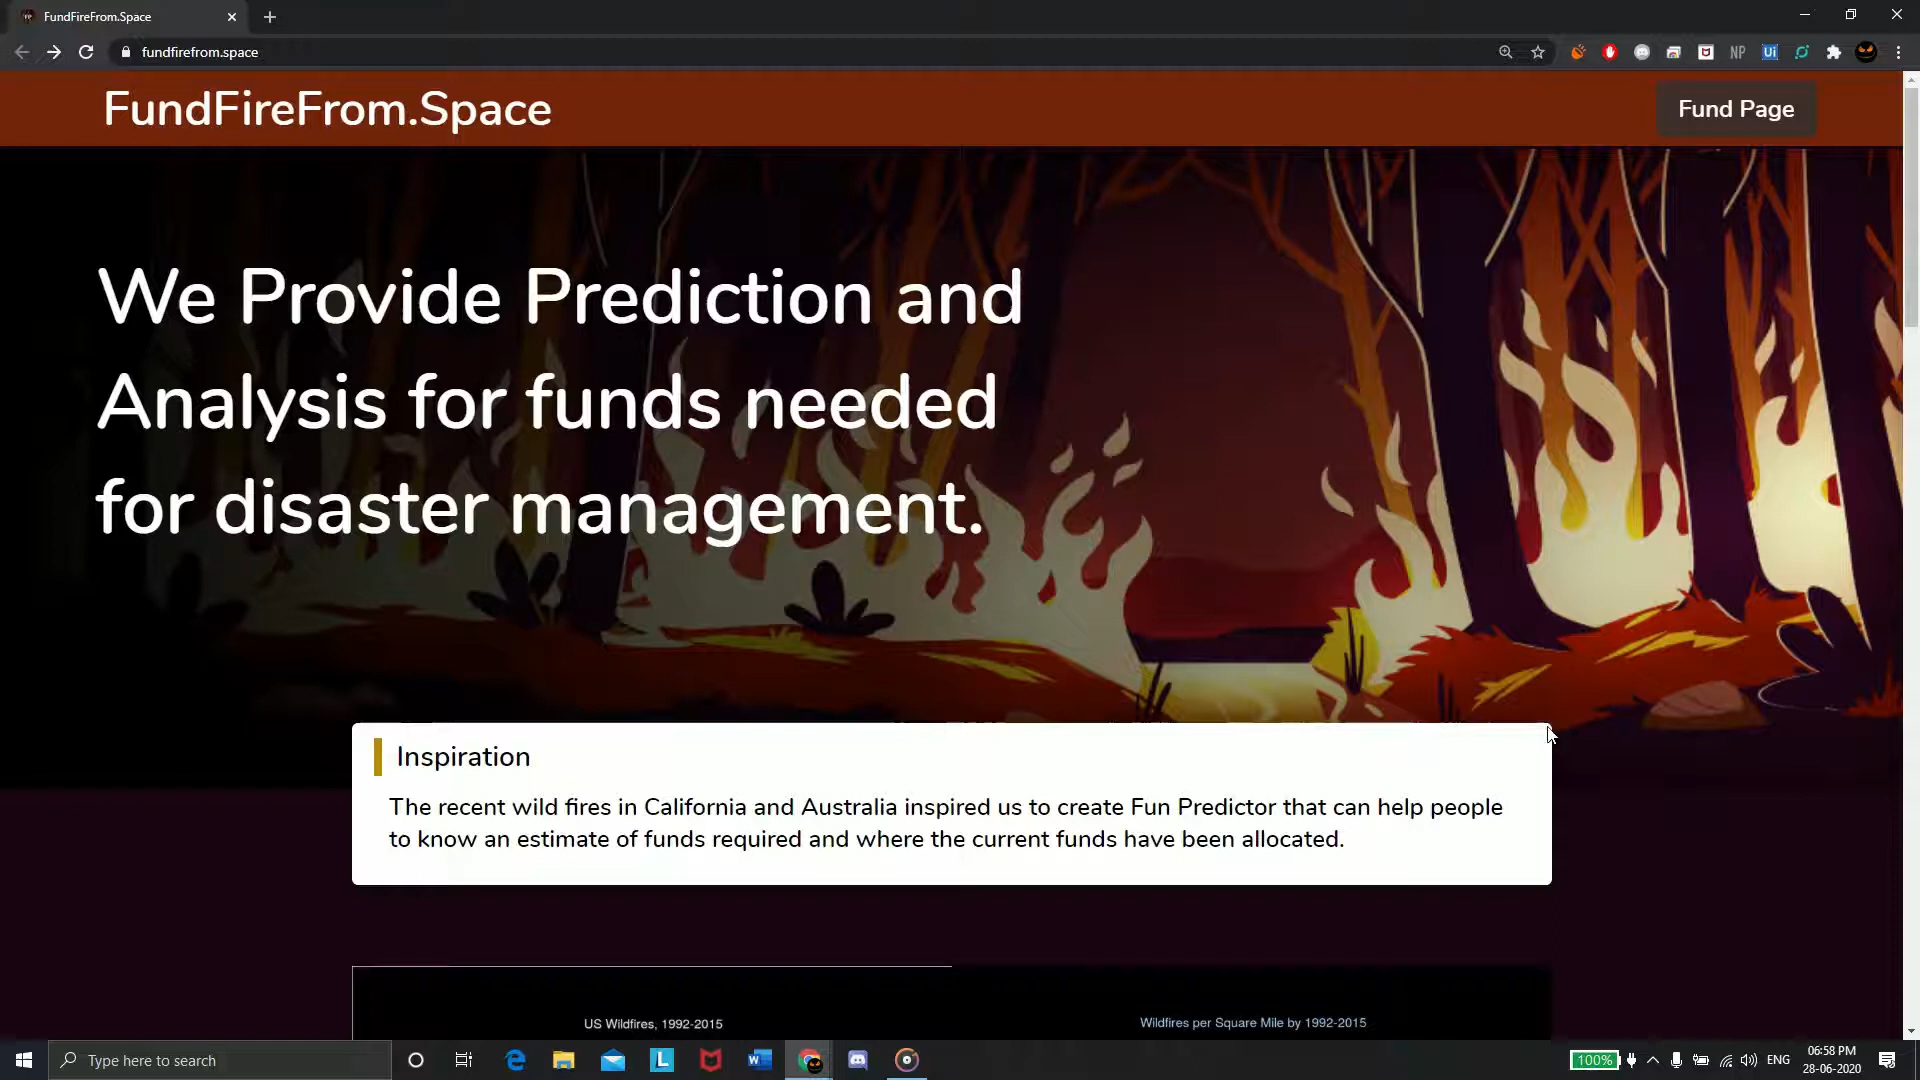 FundFireFrom.Space
fundfirefrom.space
NP
Ui
FundFireFrom.Space
Fund Page
We Provide Prediction and
Analysis for funds needed
for disaster management.
Inspiration
The recent wild fires in California and Australia inspired us to create Fun Predictor that can help people
to know an estimate of funds required and where the current funds have been allocated.
US Wildfires, 1992-2015
Wildfires per Square Mile by 1992-2015
Type here to search
L
W
100%
ENG
06:58 PM
28-06-2020